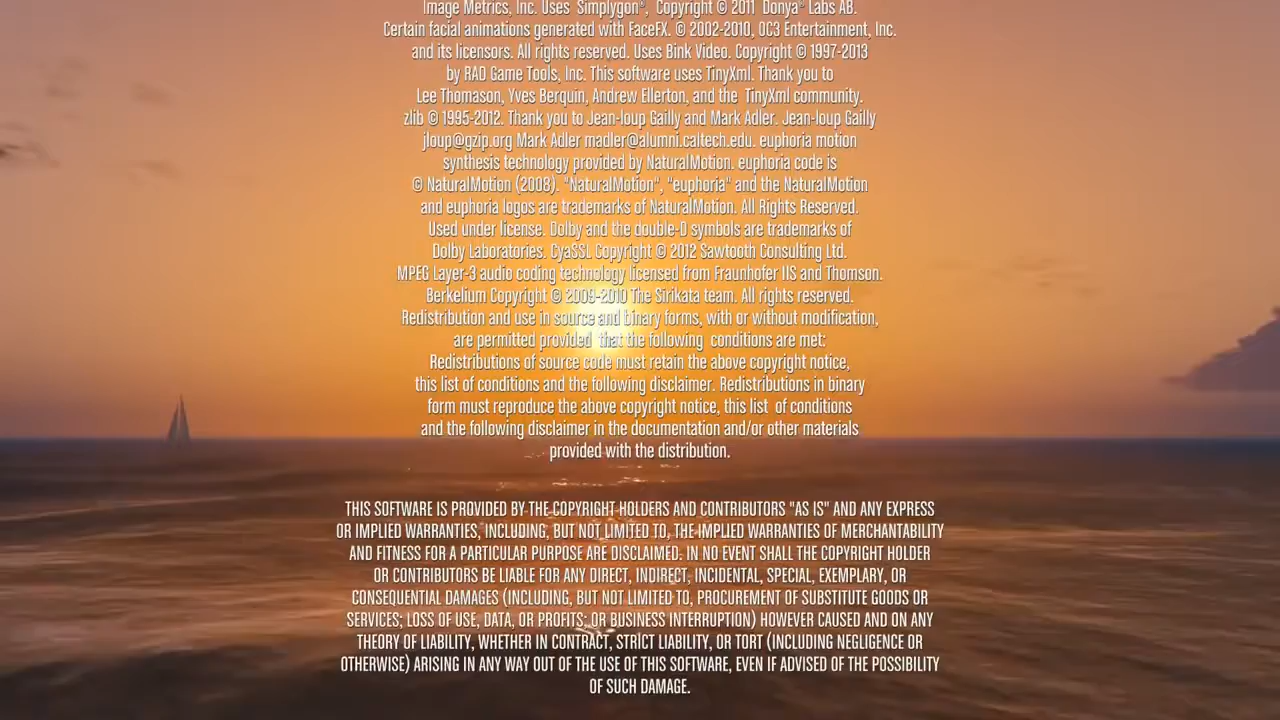 Image Metrics, Inc. Uses Simplygon®, Copyright © 2011 Donya® Labs AB.
Certain facial animations generated with FaceFX. © 2002-2010, OC3 Entertainment, Inc.
and its licensors. All rights reserved. Uses Bink Video. Copyright © 1997-2013
by RAD Game Tools, Inc. This software uses TinyXml. Thank you to
Lee Thomason, Yves Berquin, Andrew Ellerton, and the TinyXml community.
zlib © 1995-2012. Thank you to Jean-loup Gailly and Mark Adler. Jean-loup Gailly
jloup@gzip.org Mark Adler madler@alumni.caltech.edu. euphoria motion
synthesis technology provided by NaturalMotion. euphoria code is
© NaturalMotion (2008). "NaturalMotion", "euphoria" and the NaturalMotion
and euphoria logos are trademarks of NaturalMotion. All Rights Reserved.
Used under license. Dolby and the double-D symbols are trademarks of
Dolby Laboratories. CyaSSL Copyright © 2012 Sawtooth Consulting Ltd.
MPEG Layer-3 audio coding technology licensed from Fraunhofer IIS and Thomson.
Berkelium Copyright © 2009-2010 The Sirikata team. All rights reserved.
Redistribution and use in source and binary forms, with or without modification,
are permitted provided that the following conditions are met:
Redistributions of source code must retain the above copyright notice,
this list of conditions and the following disclaimer. Redistributions in binary
form must reproduce the above copyright notice, this list of conditions
and the following disclaimer in the documentation and/or other materials
provided with the distribution.
THIS SOFTWARE IS PROVIDED BY THE COPYRIGHT HOLDERS AND CONTRIBUTORS "AS IS" AND ANY EXPRESS
OR IMPLIED WARRANTIES, INCLUDING, BUT NOT LIMITED TO, THE IMPLIED WARRANTIES OF MERCHANTABILITY
AND FITNESS FOR A PARTICULAR PURPOSE ARE DISCLAIMED. IN NO EVENT SHALL THE COPYRIGHT HOLDER
OR CONTRIBUTORS BE LIABLE FOR ANY DIRECT, INDIRECT, INCIDENTAL, SPECIAL, EXEMPLARY, OR
CONSEQUENTIAL DAMAGES (INCLUDING, BUT NOT LIMITED TO, PROCUREMENT OF SUBSTITUTE GOODS OR
SERVICES; LOSS OF USE, DATA, OR PROFITS; OR BUSINESS INTERRUPTION) HOWEVER CAUSED AND ON ANY
THEORY OF LIABILITY, WHETHER IN CONTRACT, STRICT LIABILITY, OR TORT (INCLUDING NEGLIGENCE OR
OTHERWISE) ARISING IN ANY WAY OUT OF THE USE OF THIS SOFTWARE, EVEN IF ADVISED OF THE POSSIBILITY
OF SUCH DAMAGE.